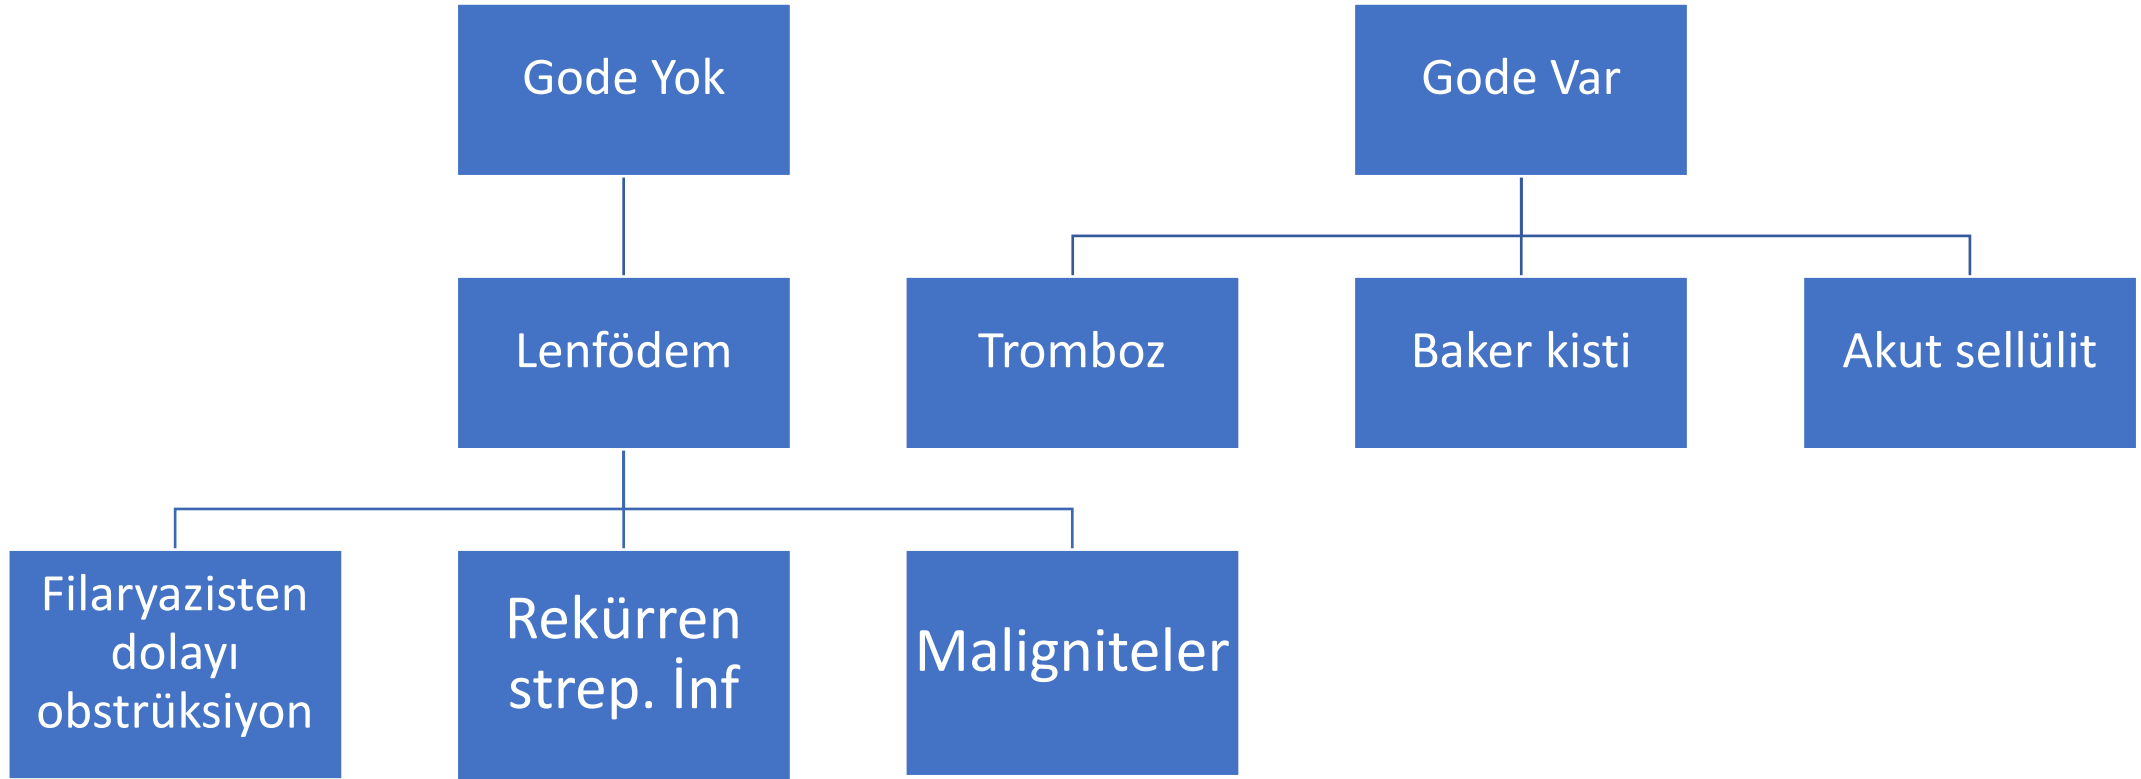 Gode Yok
Gode Var
Lenfödem
Tromboz
Baker kisti
Akut sellülit
Filaryazisten
dolayı
obstrüksiyon
Rekürren
strep. İnf
Maligniteler